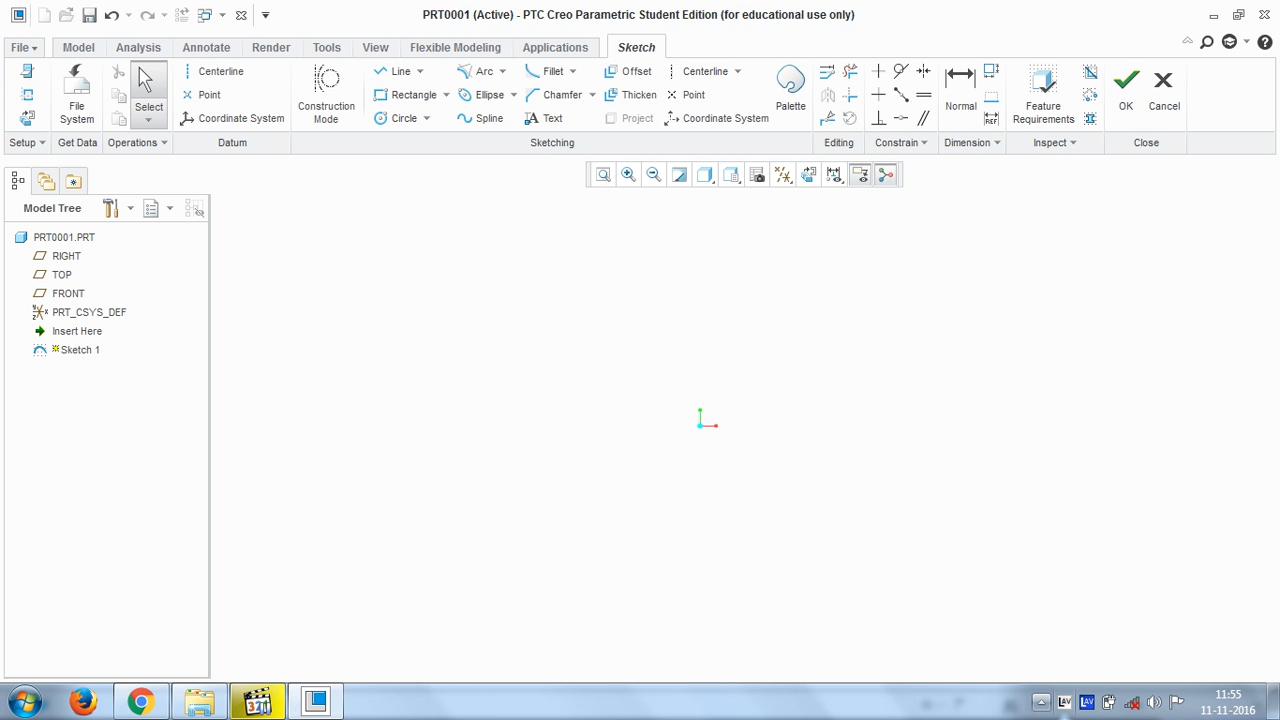 PRT0001 (Active) - PTC Creo Parametric Student Edition (for educational use only)
File Model Analysis Annotate Render Tools View Flexible Modeling Applications Sketch
File System
Select
Centerline
Point
Coordinate System
Construction Mode
Line Arc Fillet Offset Centerline
Rectangle Ellipse Chamfer Thicken Point
Circle Spline Text Project Coordinate System
Palette
Normal
Feature Requirements
OK
Cancel
Setup Get Data Operations Datum Sketching Editing Constrain Dimension Inspect Close
Model Tree
PRT0001.PRT
RIGHT
TOP
FRONT
PRT_CSYS_DEF
Insert Here
Sketch 1
321
LAV
LAV
11:55
11-11-2016